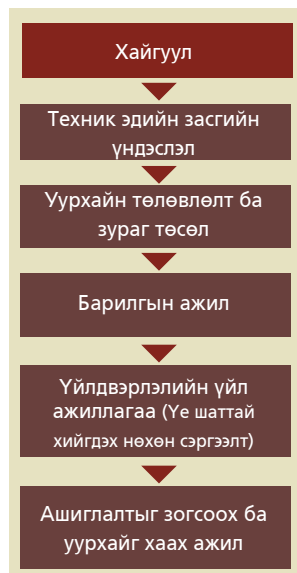 Хайгуул
Техник эдийн засгийн
үндэслэл
Уурхайн төлөвлөлт ба
зураг төсөл
Барилгын ажил
Үйлдвэрлэлийн үйл
ажиллагаа (Үе шаттай
хийгдэх нөхөн сэргээлт)
Ашиглалтыг зогсоох ба
уурхайг хаах ажил